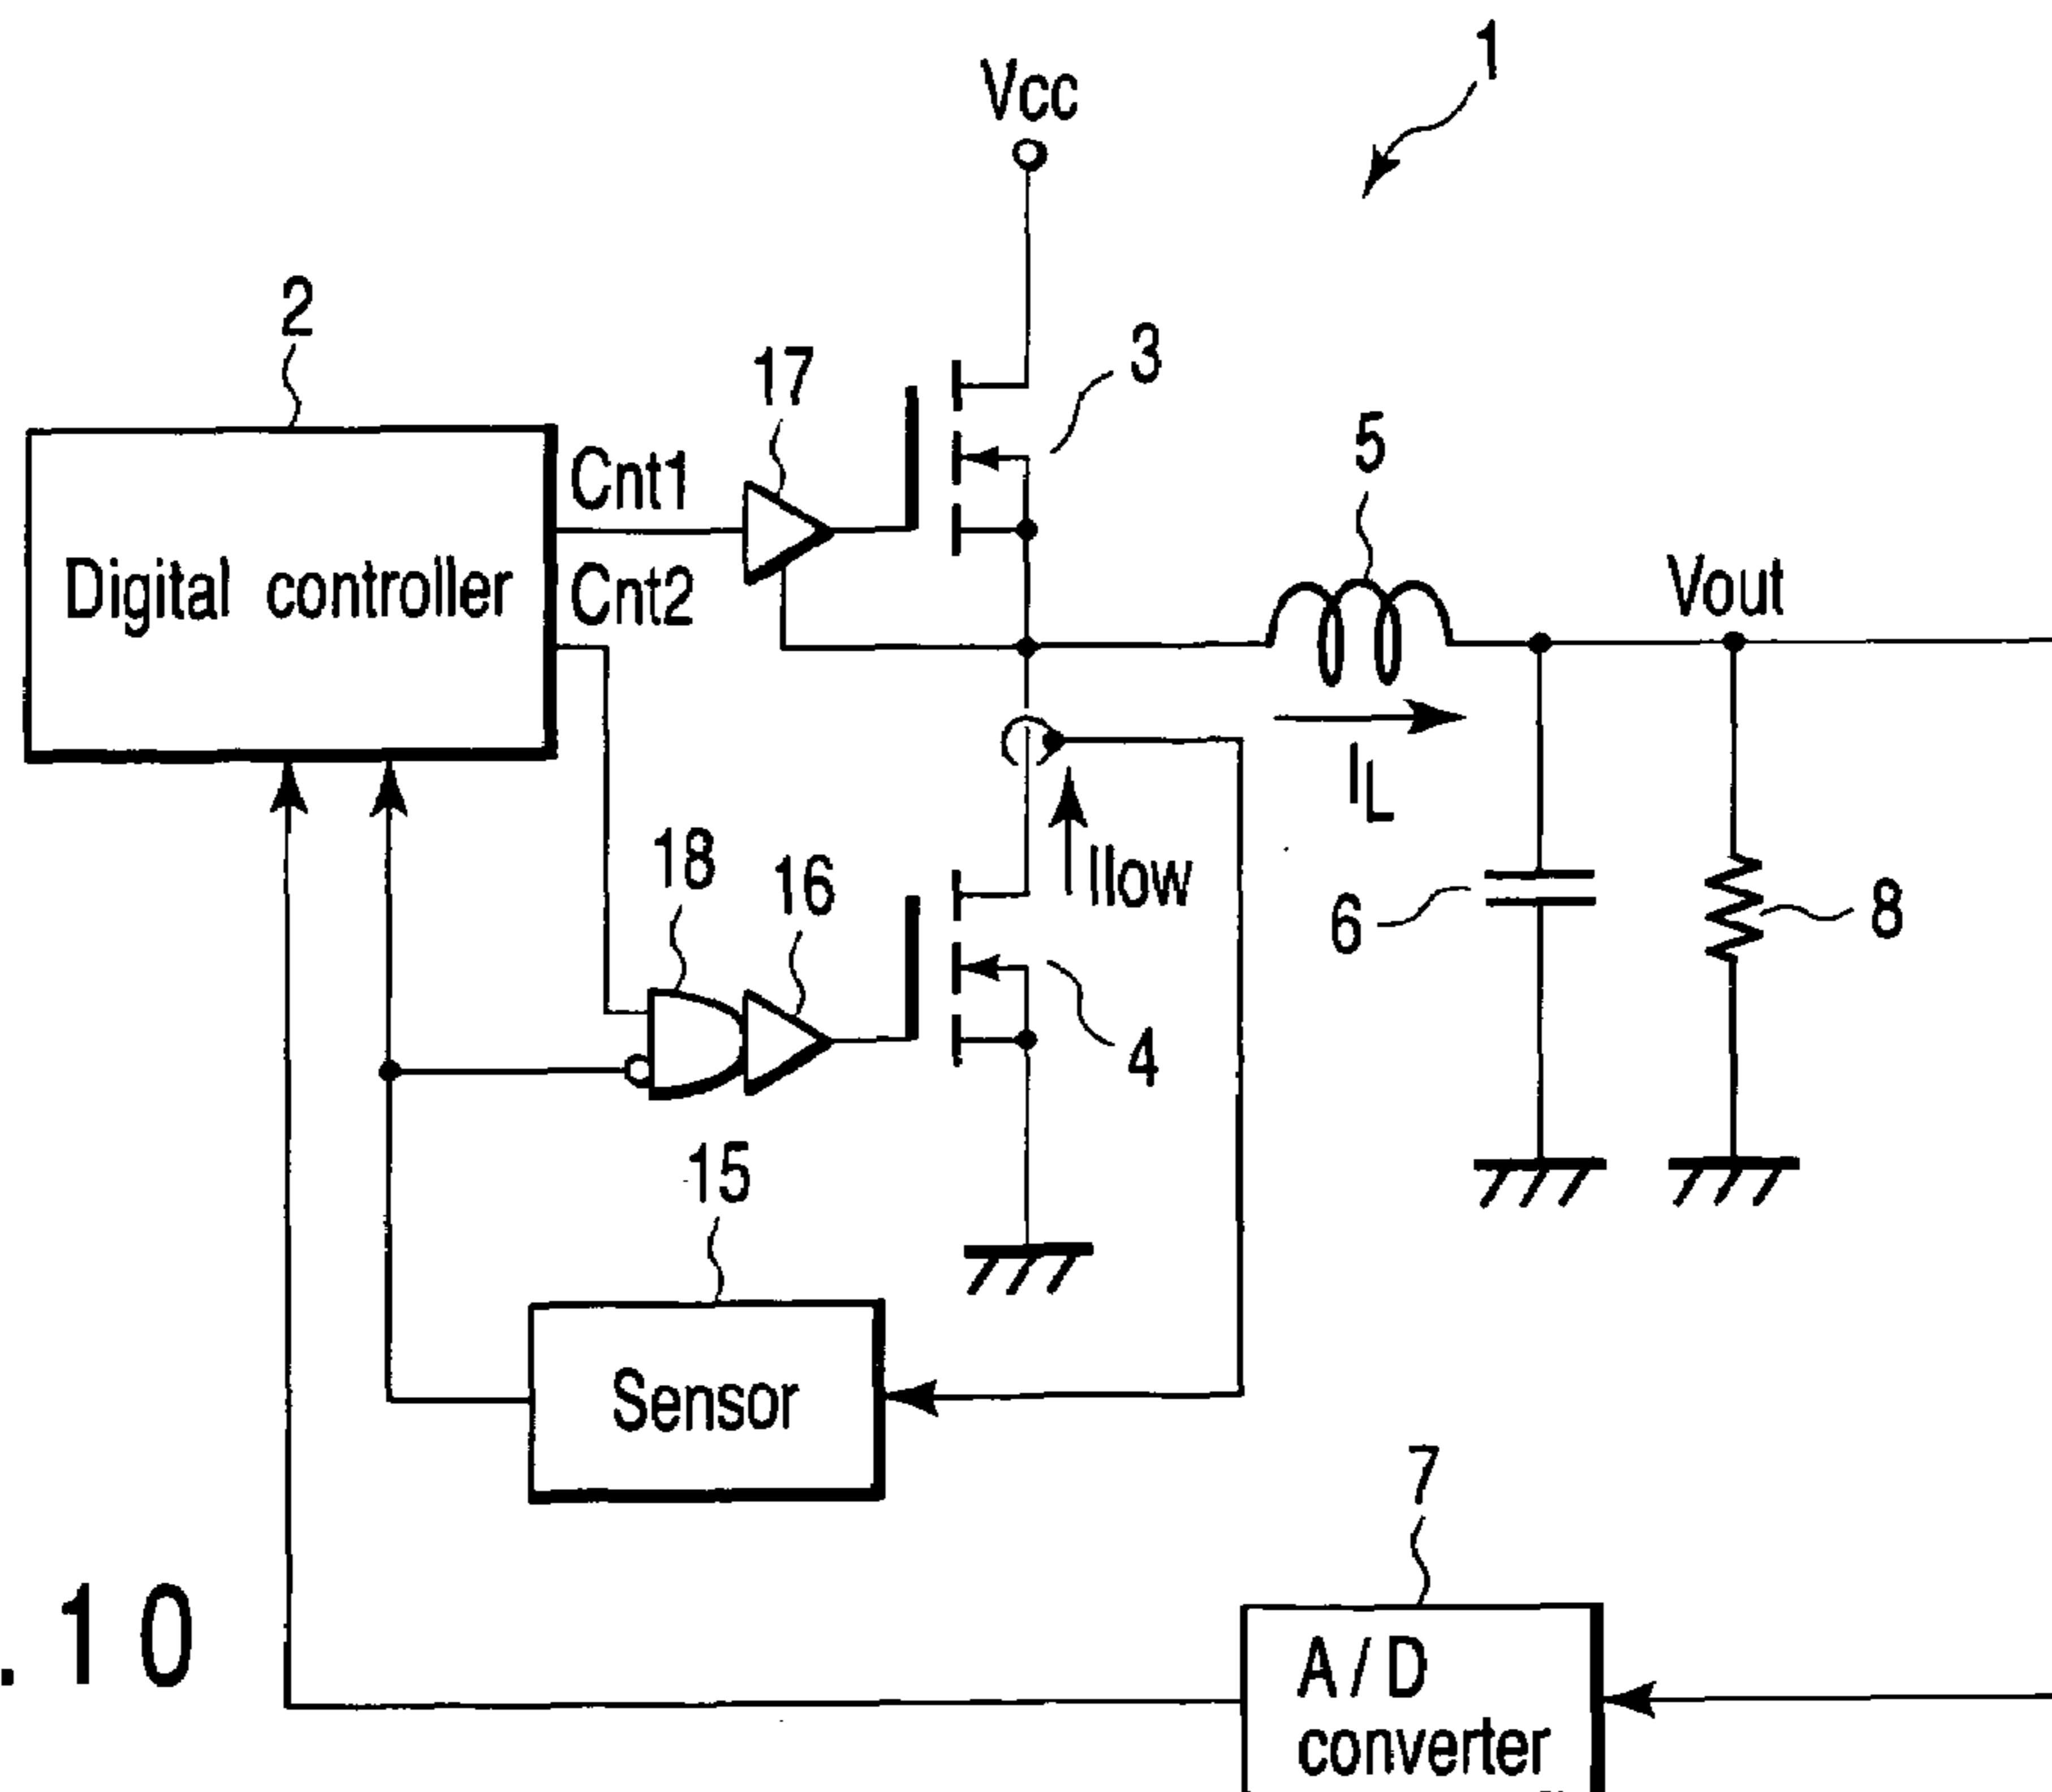 1
Vcc
2
17
3
5
Cnt1
Digital controller
Cnt2
Vout
IL
18
16
Ilow
6
8
4
15
Sensor
7
.10
A/D
converter